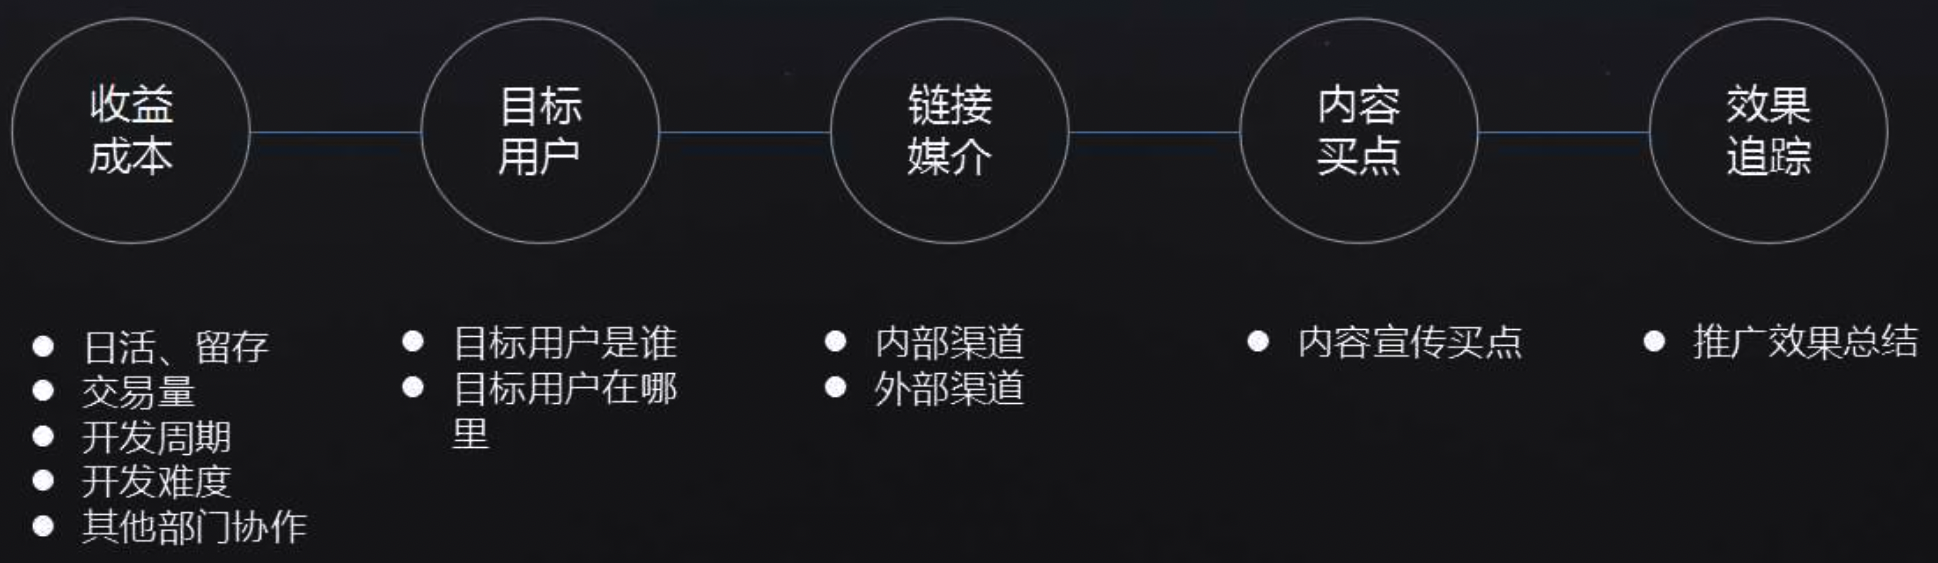 收益
成本
目标
用户
链接
媒介
内容
买点
效果
追踪
日活、留存
交易量
开发周期
开发难度
其他部门协作
目标用户是谁
目标用户在哪
里
内部渠道
外部渠道
内容宣传买点
推广效果总结